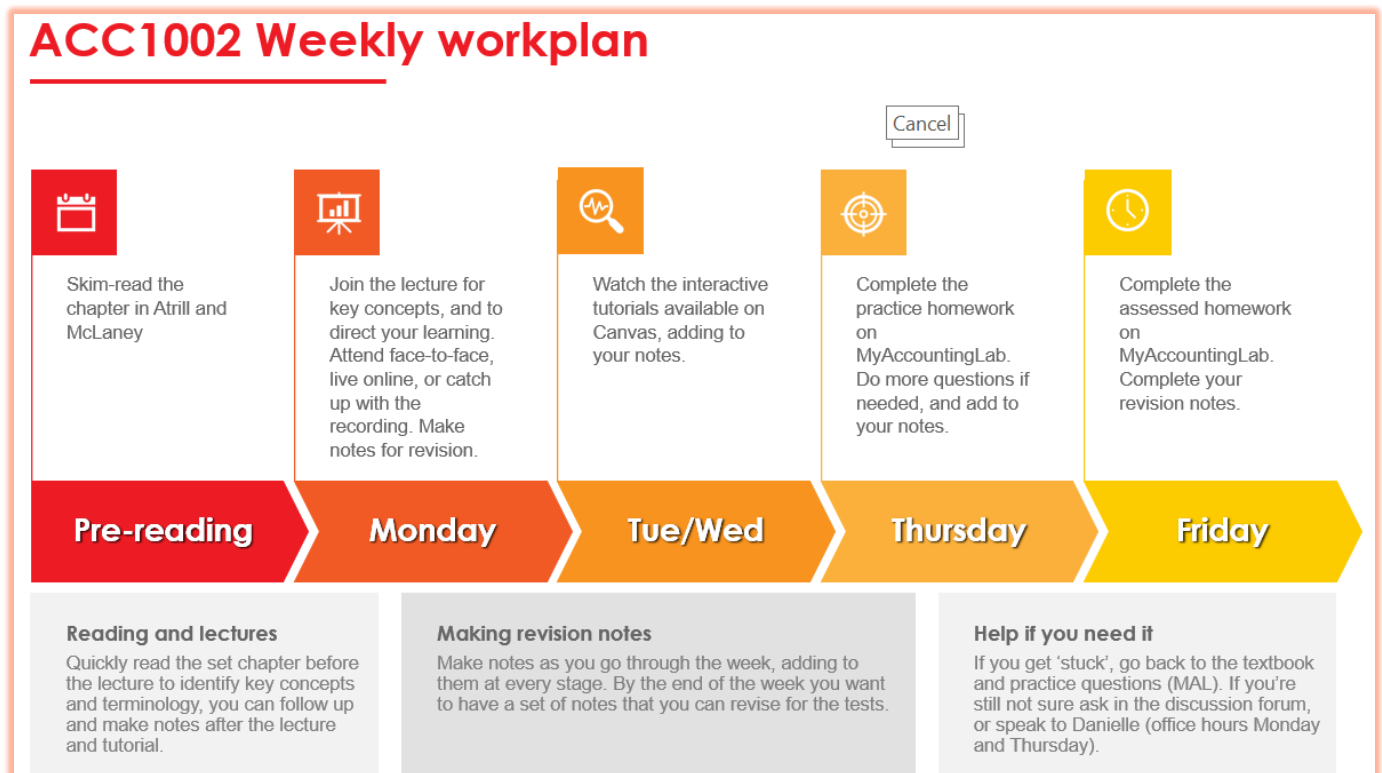 ACC1002 Weekly workplan
Cancel
Skim-read the
chapter in Atrill and
McLaney
Join the lecture for
key concepts, and to
direct your learning.
Attend face-to-face,
live online, or catch
up with the
recording. Make
notes for revision.
Watch the interactive
tutorials available on
Canvas, adding to
your notes.
Complete the
practice homework
on
MyAccountingLab.
Do more questions if
needed, and add to
your notes.
Complete the
assessed homework
on
MyAccountingLab.
Complete your
revision notes.
Pre-reading
Monday
Tue/Wed
Thursday
Friday
Reading and lectures
Quickly read the set chapter before
the lecture to identify key concepts
and terminology, you can follow up
and make notes after the lecture
and tutorial.
Making revision notes
Make notes as you go through the week, adding to
them at every stage. By the end of the week you want
to have a set of notes that you can revise for the tests.
Help if you need it
If you get ‘stuck’, go back to the textbook
and practice questions (MAL). If you’re
still not sure ask in the discussion forum,
or speak to Danielle (office hours Monday
and Thursday).